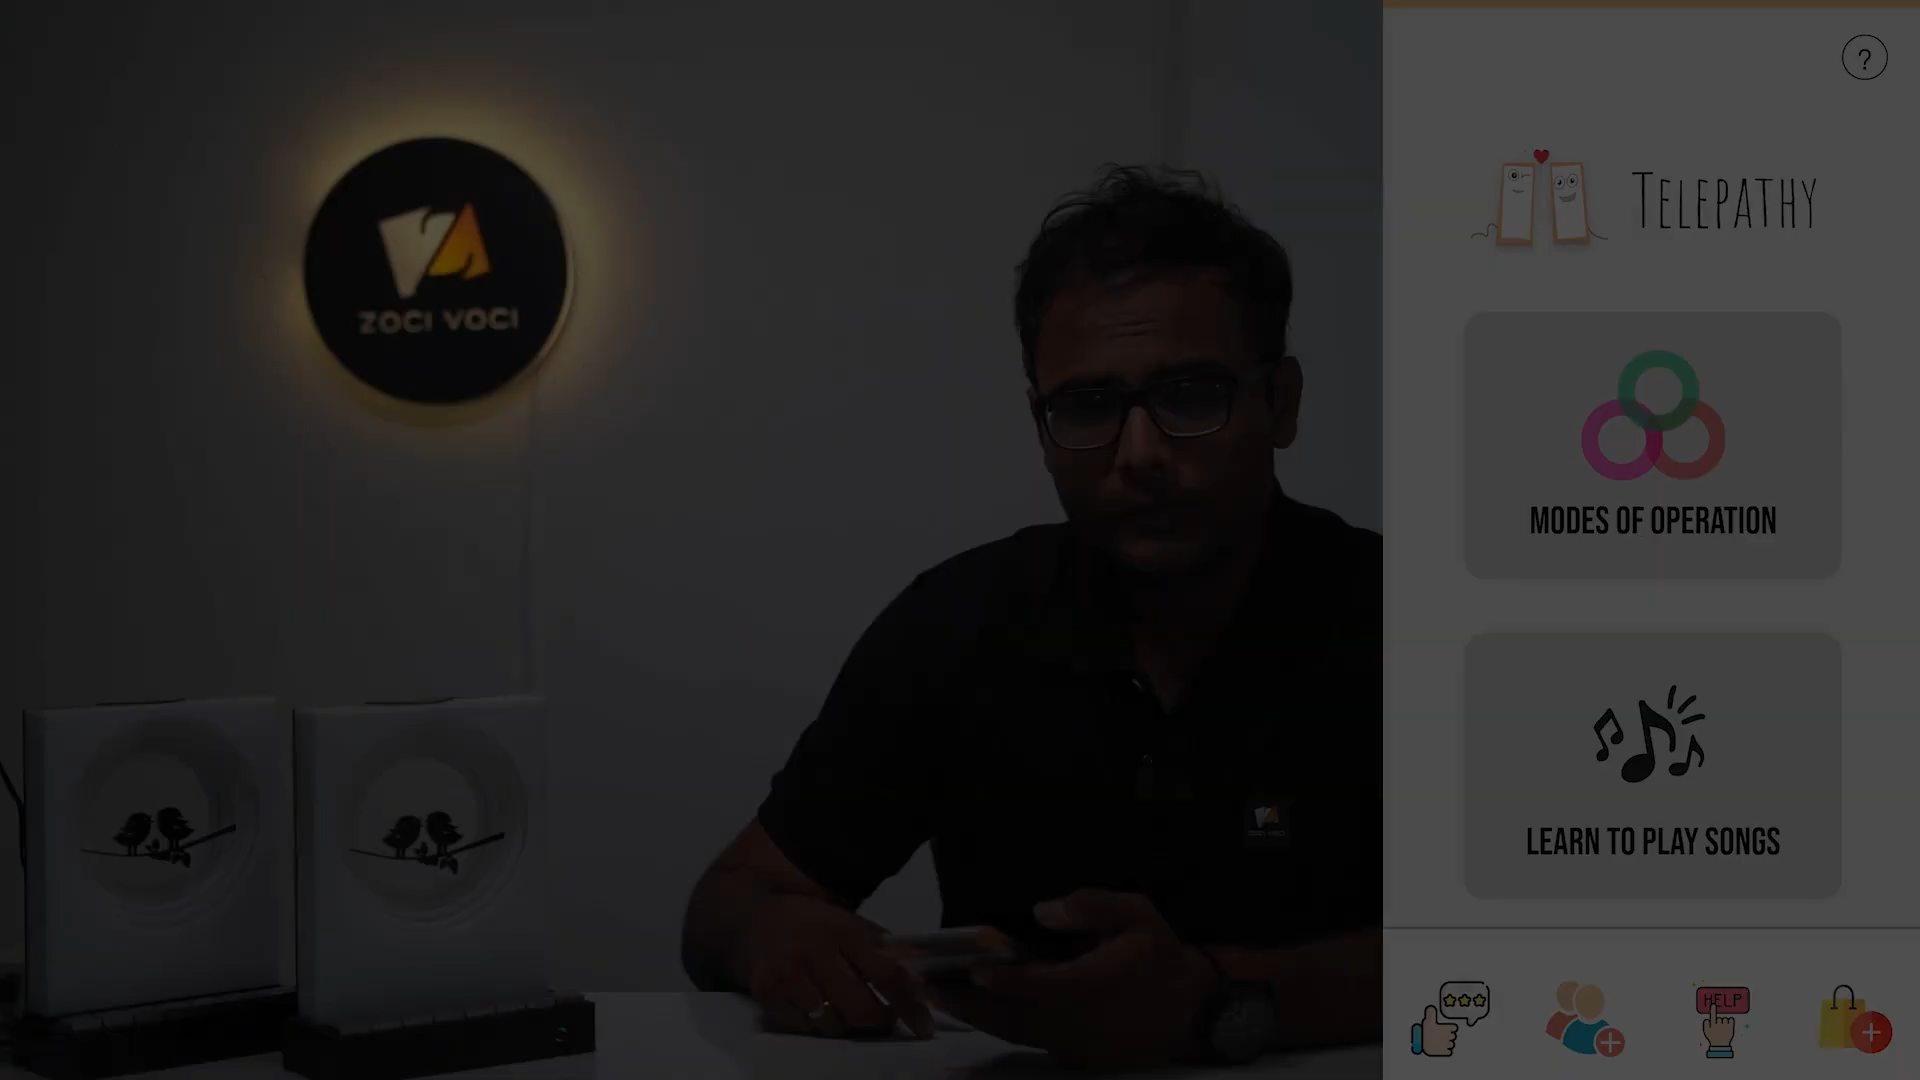 ZOCI VOCI
?
TELEPATHY
MODES OF OPERATION
LEARN TO PLAY SONGS
HELP